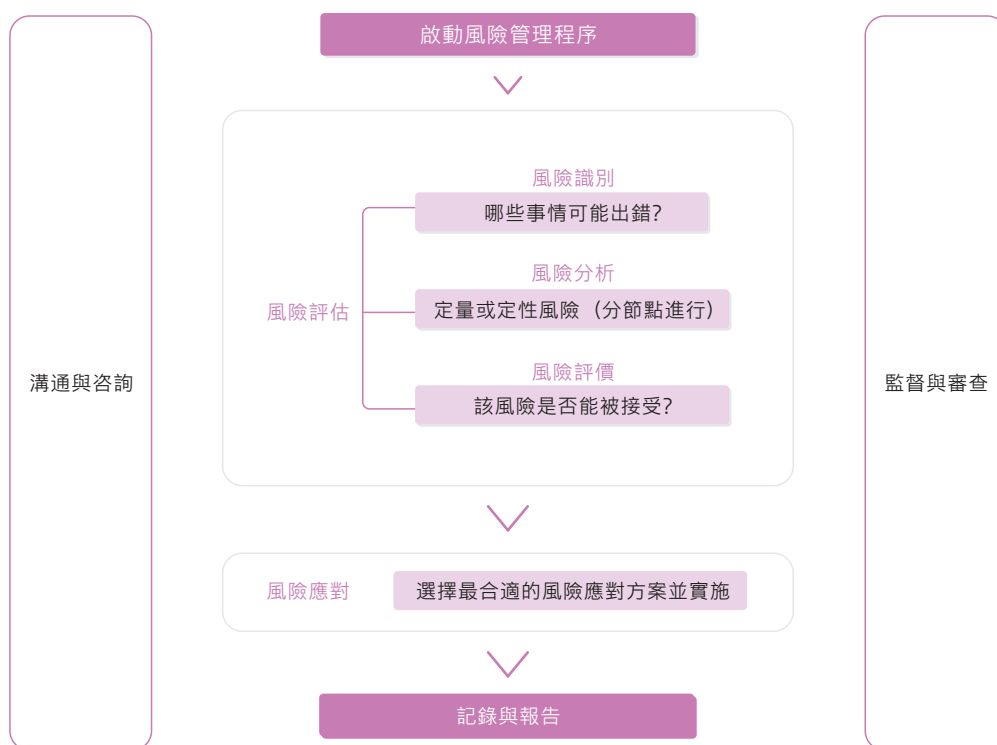 啟動風險管理程序
溝通與咨詢
風險評估
風險識別
哪些事情可能出錯?
風險分析
定量或定性風險（分節點進行）
風險評價
該風險是否能被接受?
風險應對
選擇最合適的風險應對方案並實施
記錄與報告
監督與審查